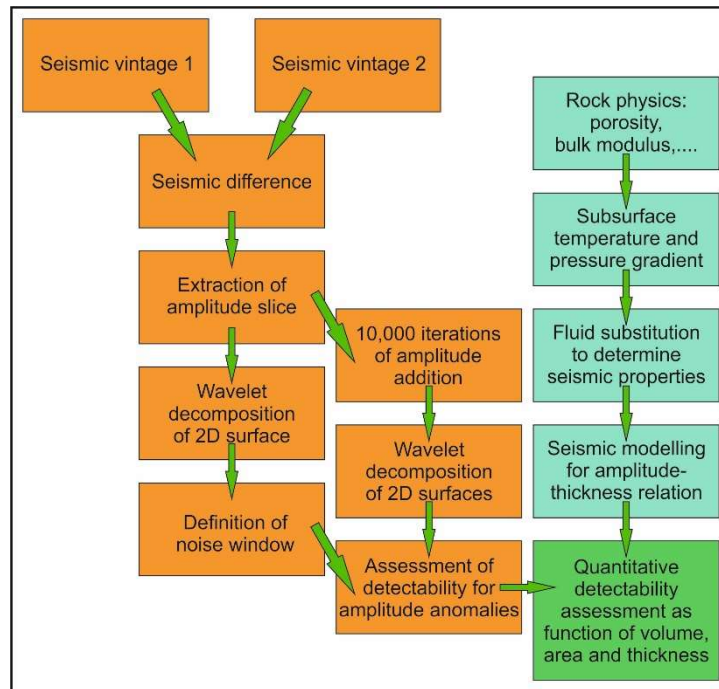 Seismic vintage 1
Seismic vintage 2
Seismic difference
Extraction of
amplitude slice
Wavelet
decomposition
of 2D surface
Definition of
noise window
10,000 iterations
of amplitude
addition
Wavelet
decomposition
of 2D surfaces
Assessment of
detectability for
amplitude anomalies
Rock physics:
porosity,
bulk modulus,....
Subsurface
temperature and
pressure gradient
Fluid substitution
to determine
seismic properties
Seismic modelling
for amplitude-
thickness relation
Quantitative
detectability
assessment as
function of volume,
area and thickness